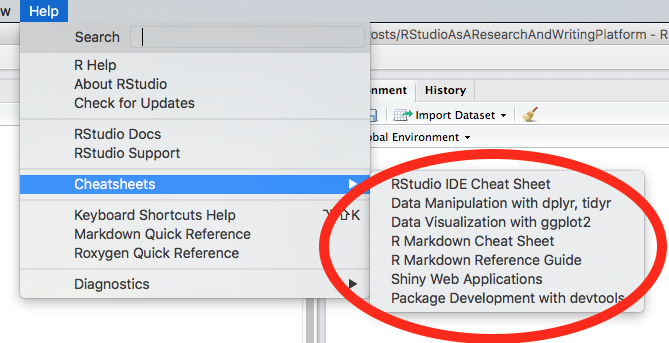 Help
Search
osts/RStudioAsAResearchAndWritingPlatform - R
R Help
About RStudio
Check for Updates
RStudio Docs
RStudio Support
Cheatsheets
Keyboard Shortcuts Help ⌥⇧K
Markdown Quick Reference
Roxygen Quick Reference
Diagnostics
nment History
Import Dataset
obal Environment
RStudio IDE Cheat Sheet
Data Manipulation with dplyr, tidyr
Data Visualization with ggplot2
R Markdown Cheat Sheet
R Markdown Reference Guide
Shiny Web Applications
Package Development with devtools